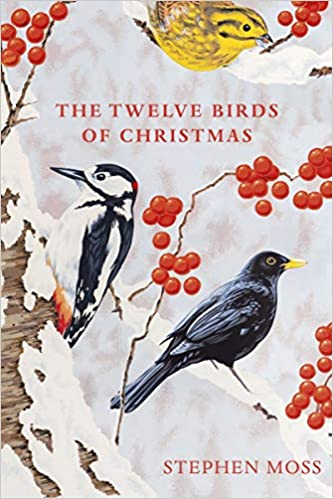 THE TWELVE BIRDS
OF CHRISTMAS
STEPHEN MOSS